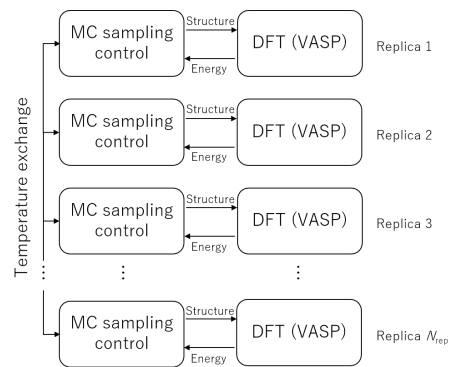 Temperature exchange
MC sampling
control
Structure
Energy
DFT (VASP)
Replica 1
MC sampling
control
Structure
Energy
DFT (VASP)
Replica 2
MC sampling
control
Structure
Energy
DFT (VASP)
Replica 3
MC sampling
control
Structure
Energy
DFT (VASP)
Replica Nrep